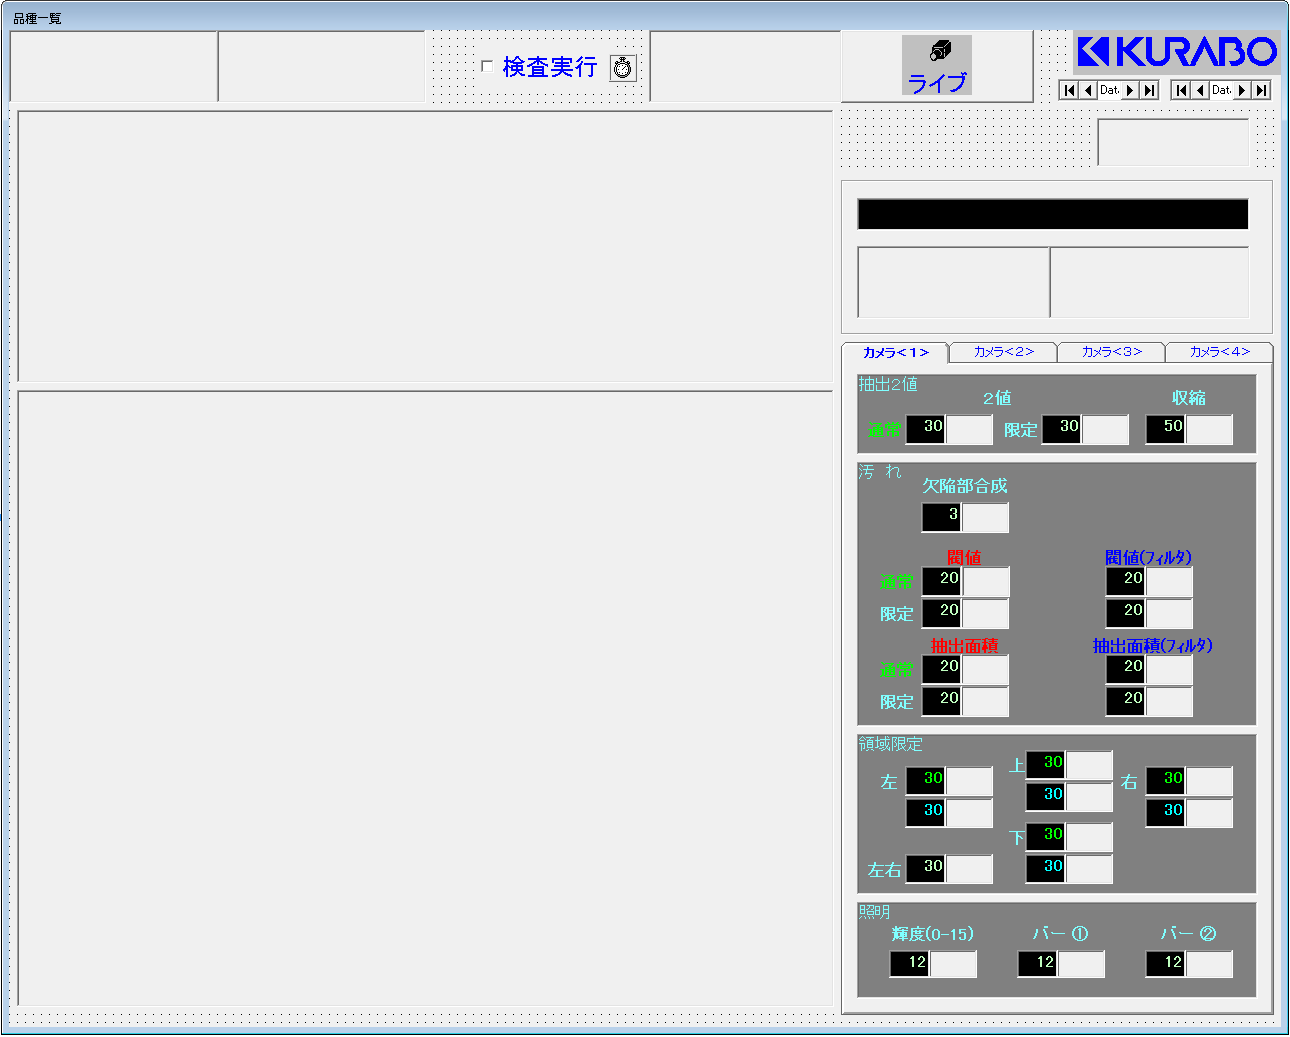 品種一覧
検査実行
ライブ
KURABO
Dat
Dat
カメラ<1>
カメラ<2>
カメラ<3>
カメラ<4>
抽出2値
2値
収縮
通常
30
限定
30
50
汚 れ
欠陥部合成
3
閾値
閾値(フィルタ)
通常
20
20
限定
20
20
抽出面積
抽出面積(フィルタ)
通常
20
20
限定
20
20
領域限定
左
30
30
上
30
30
右
30
30
下
30
30
左右
30
照明
輝度(0-15)
バー ①
バー ②
12
12
12